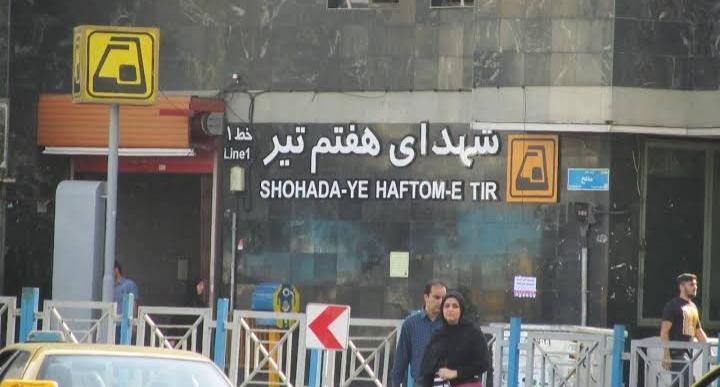 خط ۱
Line1
شهدای هفتم تیر
SHOHADA-YE HAFTOM-E TIR